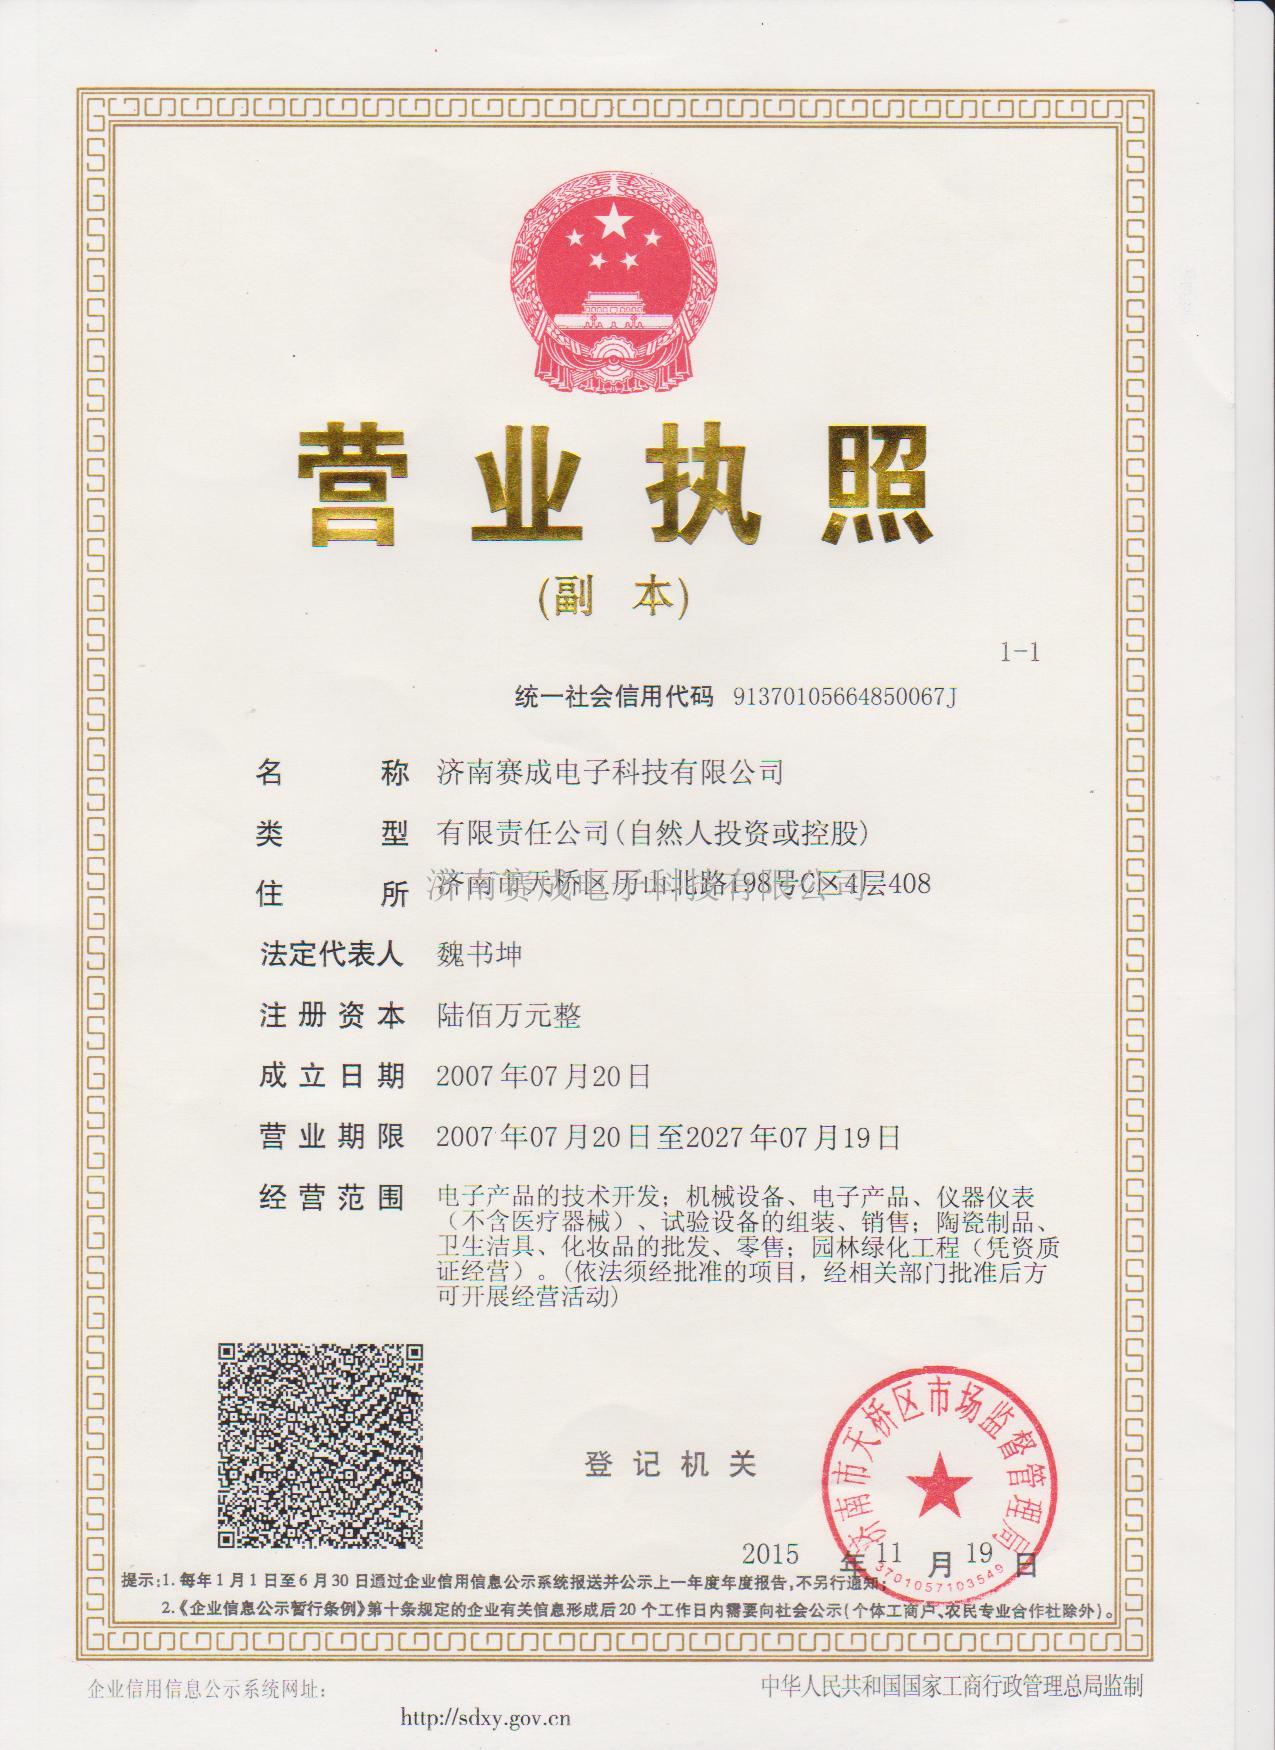 营业执照
(副 本)
1-1
统一社会信用代码 91370105664850067J
名 称 济南赛成电子科技有限公司
类 型 有限责任公司(自然人投资或控股)
住 所 济南市天桥区历山北路198号C区4层408
济南赛成电子科技有限公司
法定代表人 魏书坤
注册资本 陆佰万元整
成立日期 2007年07月20日
营业期限 2007年07月20日至2027年07月19日
经营范围 电子产品的技术开发；机械设备、电子产品、仪器仪表
（不含医疗器械）、试验设备的组装、销售；陶瓷制品、
卫生洁具、化妆品的批发、零售；园林绿化工程（凭资质
证经营）。(依法须经批准的项目，经相关部门批准后方
可开展经营活动)
登记机关
济南市天桥区市场监督管理局
3701057103549
2015 年 11 月 19 日
提示:1.每年1月1日至6月30日通过企业信用信息公示系统报送并公示上一年度年度报告,不另行通知;
2.《企业信息公示暂行条例》第十条规定的企业有关信息形成后20个工作日内需要向社会公示(个体工商户、农民专业合作社除外)。
企业信用信息公示系统网址:
http://sdxy.gov.cn
中华人民共和国国家工商行政管理总局监制